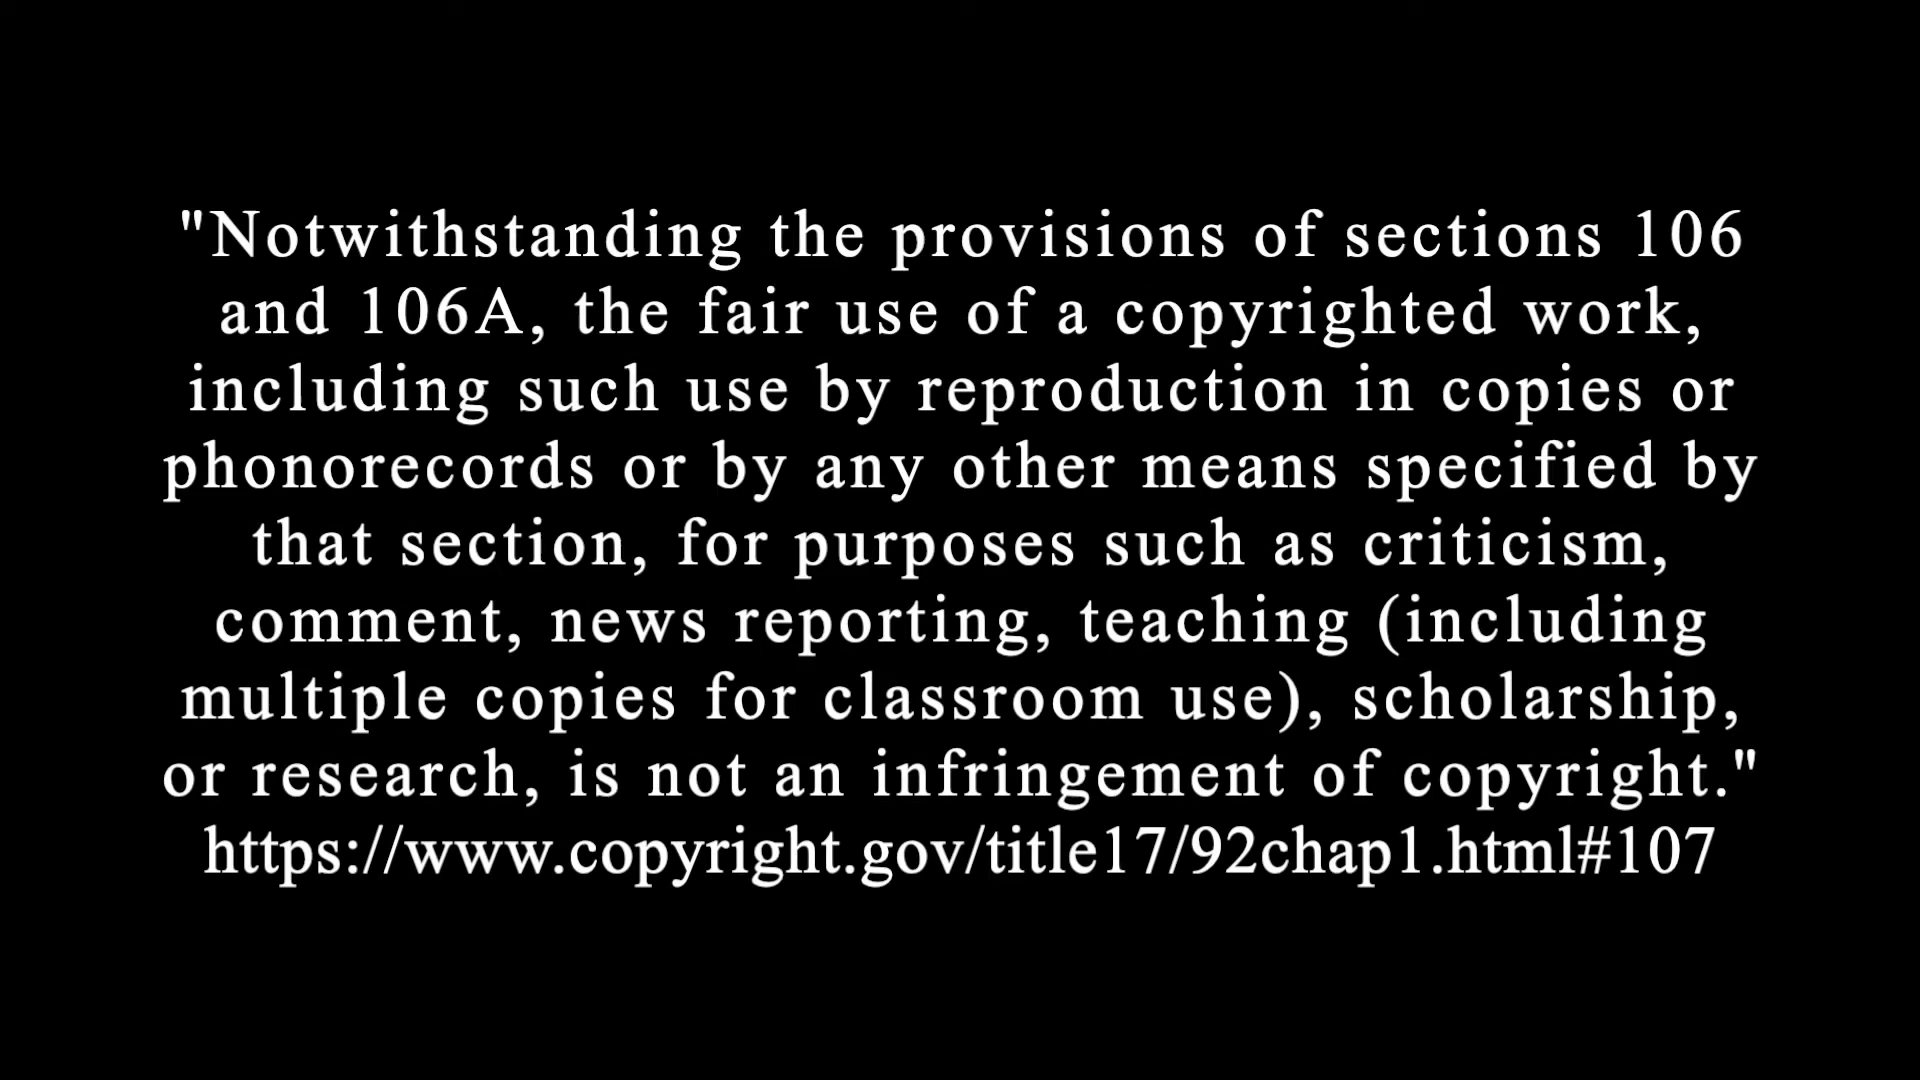 "Notwithstanding the provisions of sections 106
and 106A, the fair use of a copyrighted work,
including such use by reproduction in copies or
phonorecords or by any other means specified by
that section, for purposes such as criticism,
comment, news reporting, teaching (including
multiple copies for classroom use), scholarship,
or research, is not an infringement of copyright."
https://www.copyright.gov/title17/92chap1.html#107